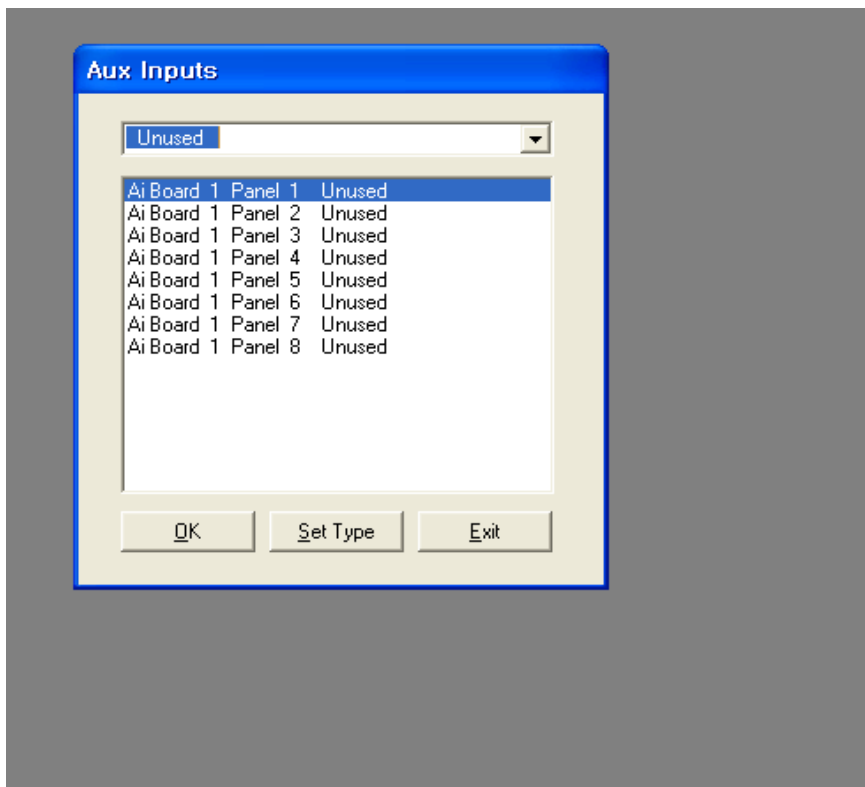 Aux Inputs
Unused
Ai Board 1 Panel 1 Unused
Ai Board 1 Panel 2 Unused
Ai Board 1 Panel 3 Unused
Ai Board 1 Panel 4 Unused
Ai Board 1 Panel 5 Unused
Ai Board 1 Panel 6 Unused
Ai Board 1 Panel 7 Unused
Ai Board 1 Panel 8 Unused
OK Set Type Exit